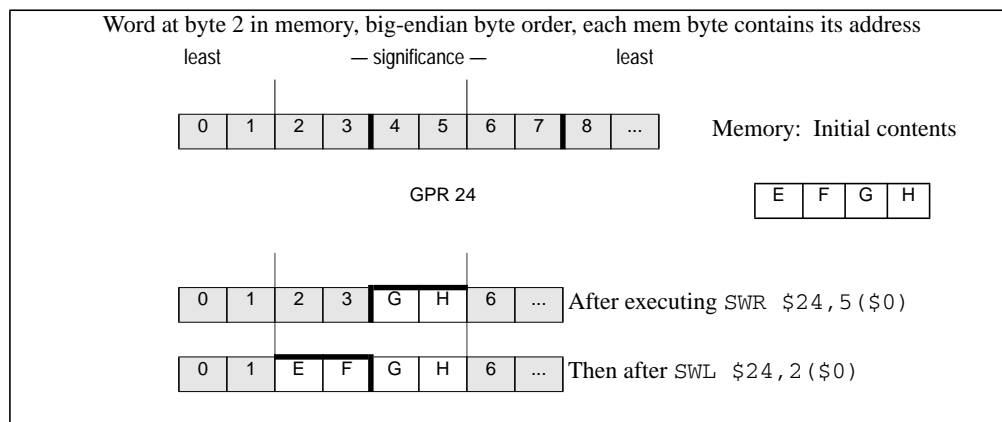 Word at byte 2 in memory, big-endian byte order, each mem byte contains its address
least — significance — least
0 1 2 3 4 5 6 7 8 ... Memory: Initial contents
GPR 24 E F G H
0 1 2 3 G H 6 ... After executing SWR $24,5($0)
0 1 E F G H 6 ... Then after SWL $24,2($0)